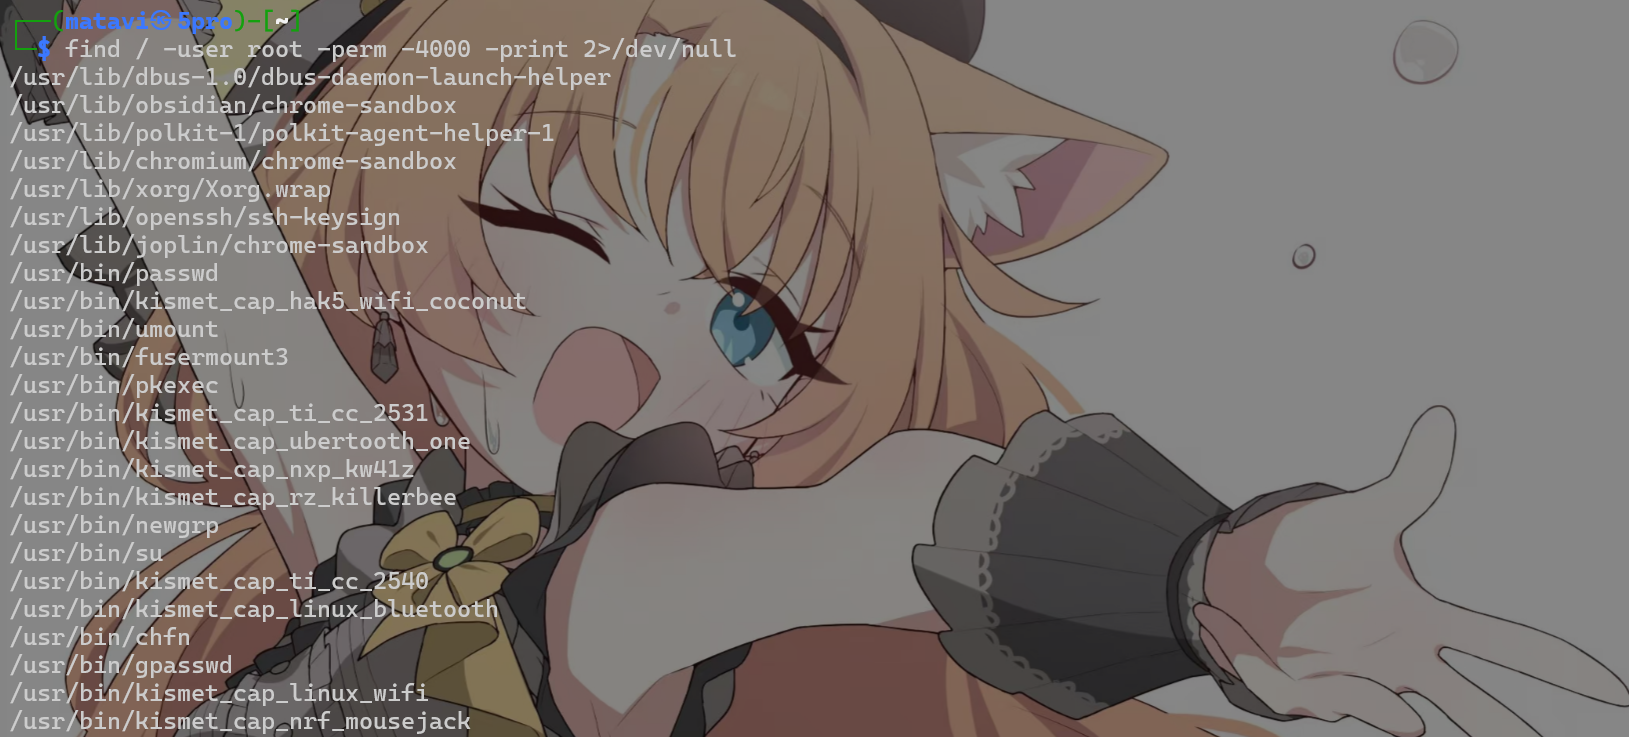 ┌──(matavi㉿5pro)-[~]
└─$ find / -user root -perm -4000 -print 2>/dev/null
/usr/lib/dbus-1.0/dbus-daemon-launch-helper
/usr/lib/obsidian/chrome-sandbox
/usr/lib/polkit-1/polkit-agent-helper-1
/usr/lib/chromium/chrome-sandbox
/usr/lib/xorg/Xorg.wrap
/usr/lib/openssh/ssh-keysign
/usr/lib/joplin/chrome-sandbox
/usr/bin/passwd
/usr/bin/kismet_cap_hak5_wifi_coconut
/usr/bin/umount
/usr/bin/fusermount3
/usr/bin/pkexec
/usr/bin/kismet_cap_ti_cc_2531
/usr/bin/kismet_cap_ubertooth_one
/usr/bin/kismet_cap_nxp_kw41z
/usr/bin/kismet_cap_rz_killerbee
/usr/bin/newgrp
/usr/bin/su
/usr/bin/kismet_cap_ti_cc_2540
/usr/bin/kismet_cap_linux_bluetooth
/usr/bin/chfn
/usr/bin/gpasswd
/usr/bin/kismet_cap_linux_wifi
/usr/bin/kismet_cap_nrf_mousejack